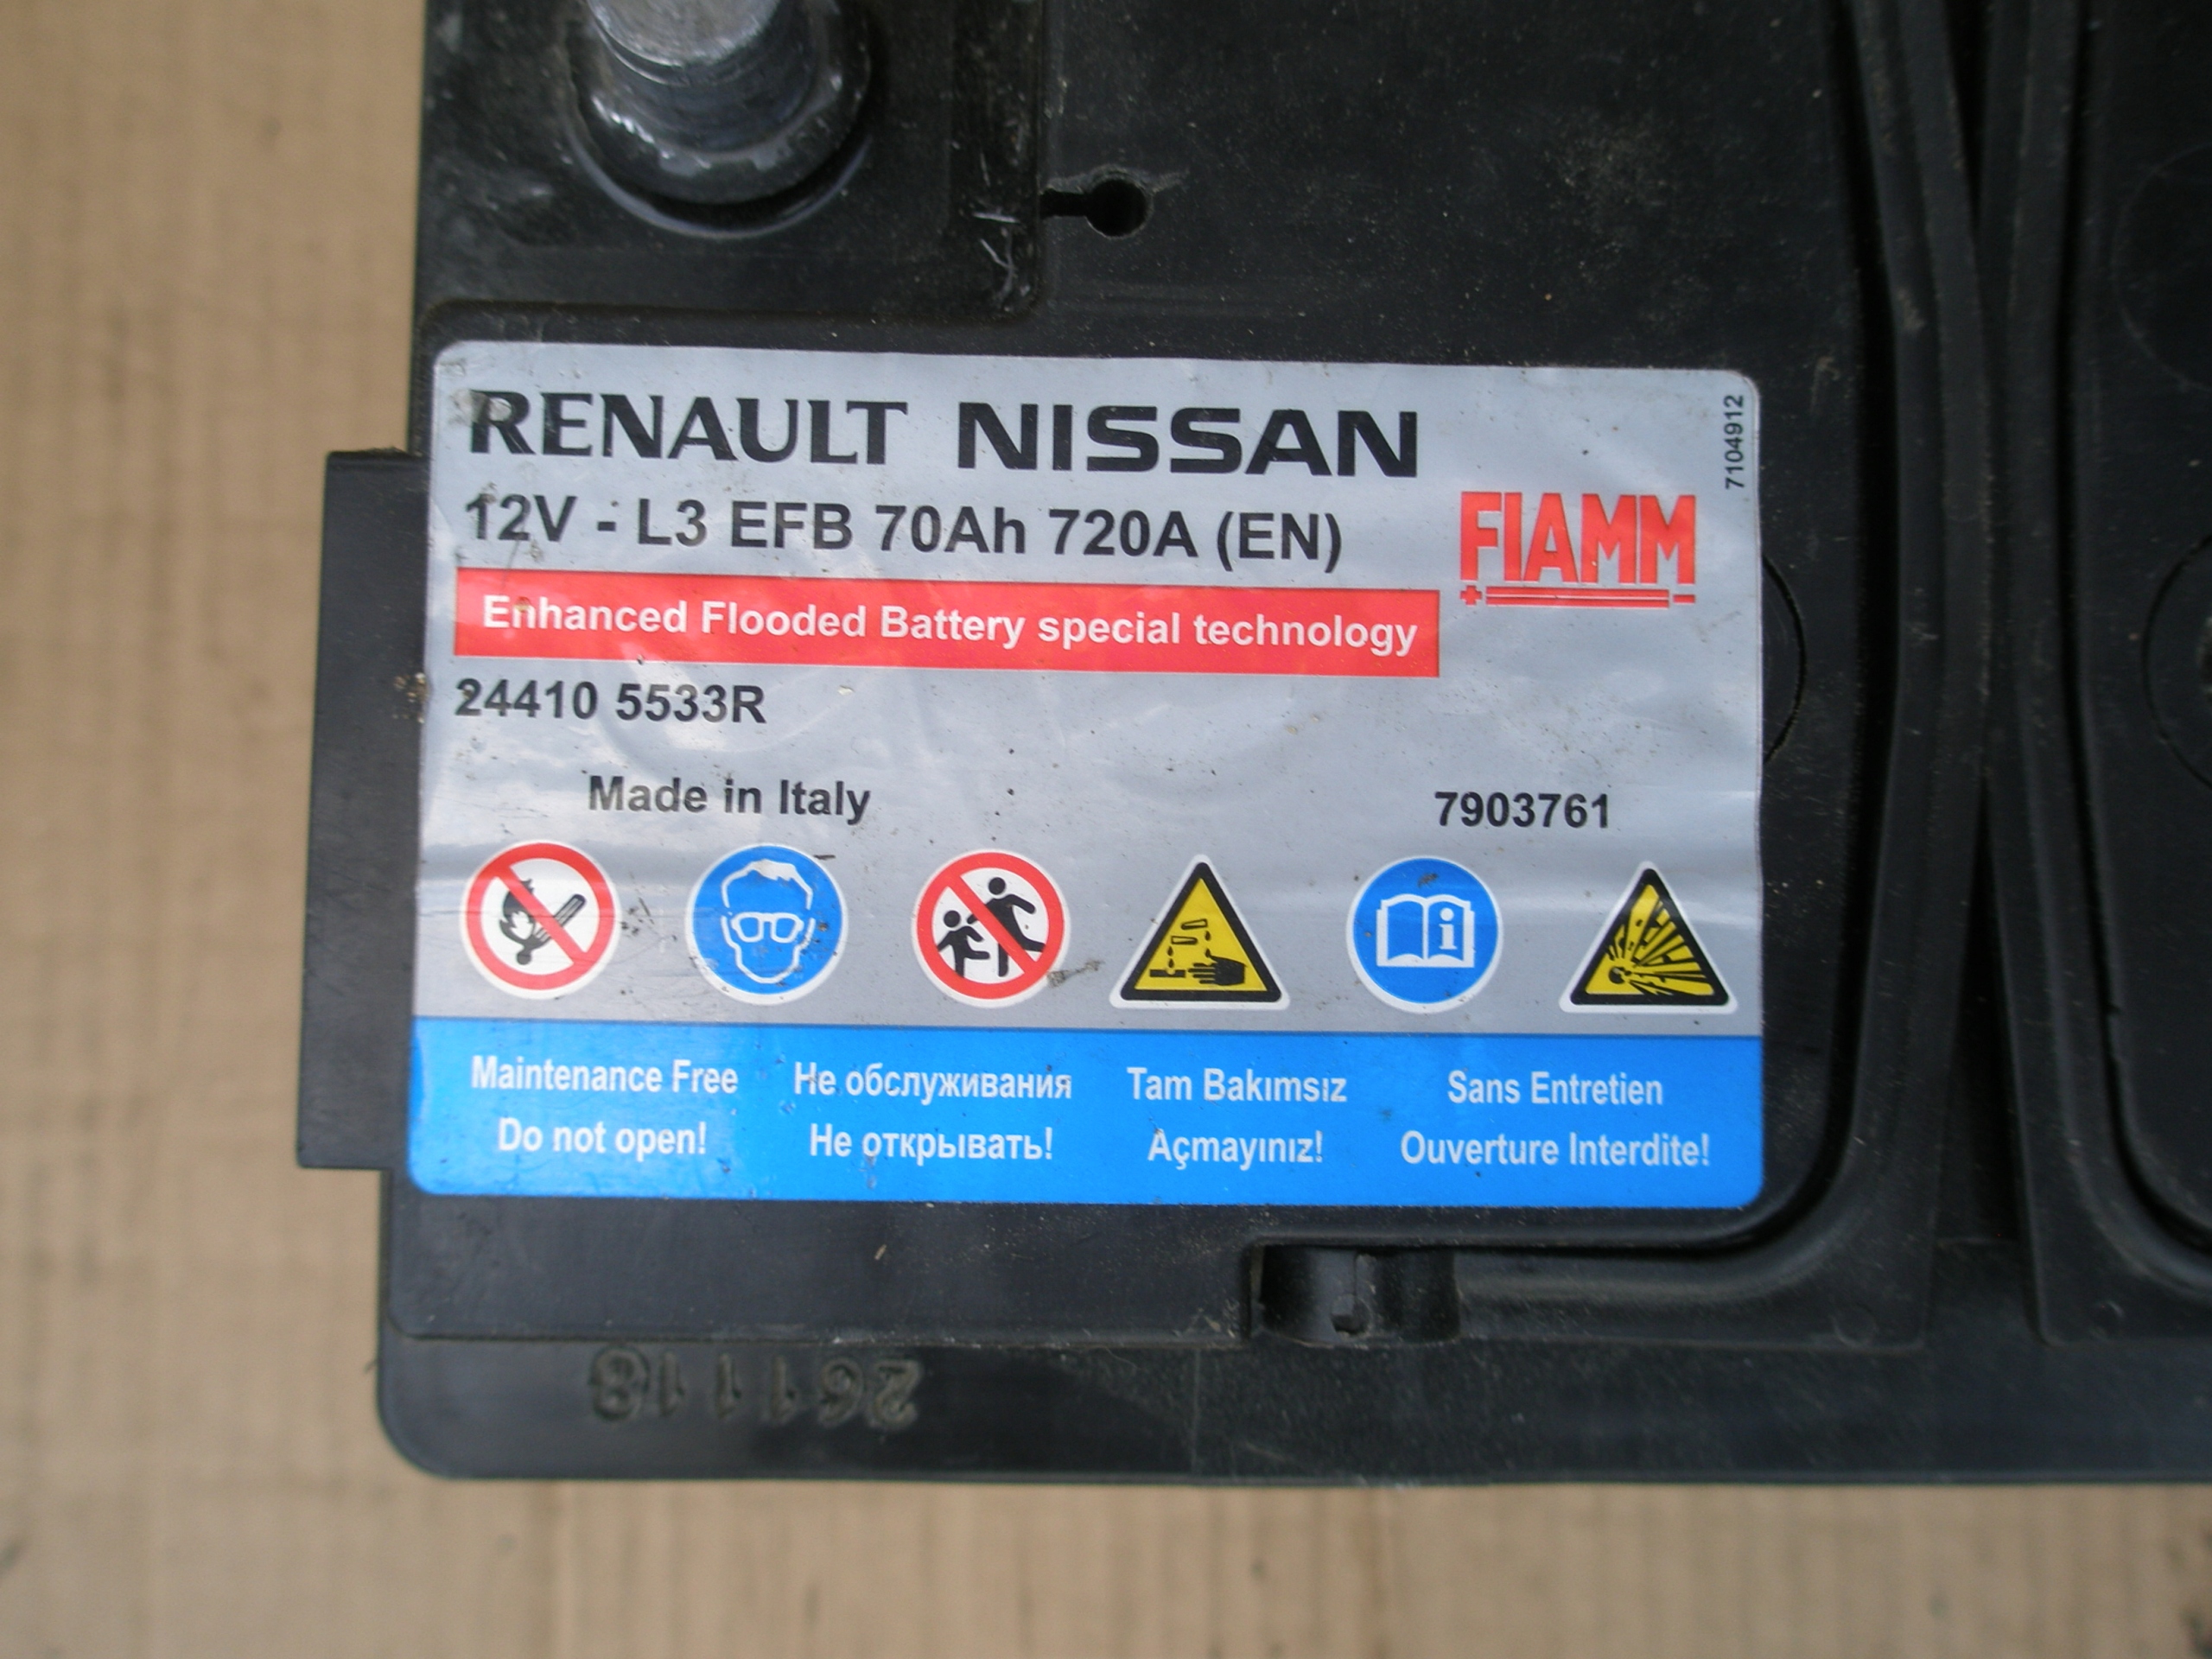 RENAULT NISSAN
7104912
12V - L3 EFB 70Ah 720A (EN)
FIAMM
+ -
Enhanced Flooded Battery special technology
24410 5533R
Made in Italy
7903761
Maintenance Free
Do not open!
Не обслуживания
Не открывать!
Tam Bakımsız
Açmayınız!
Sans Entretien
Ouverture Interdite!
261118